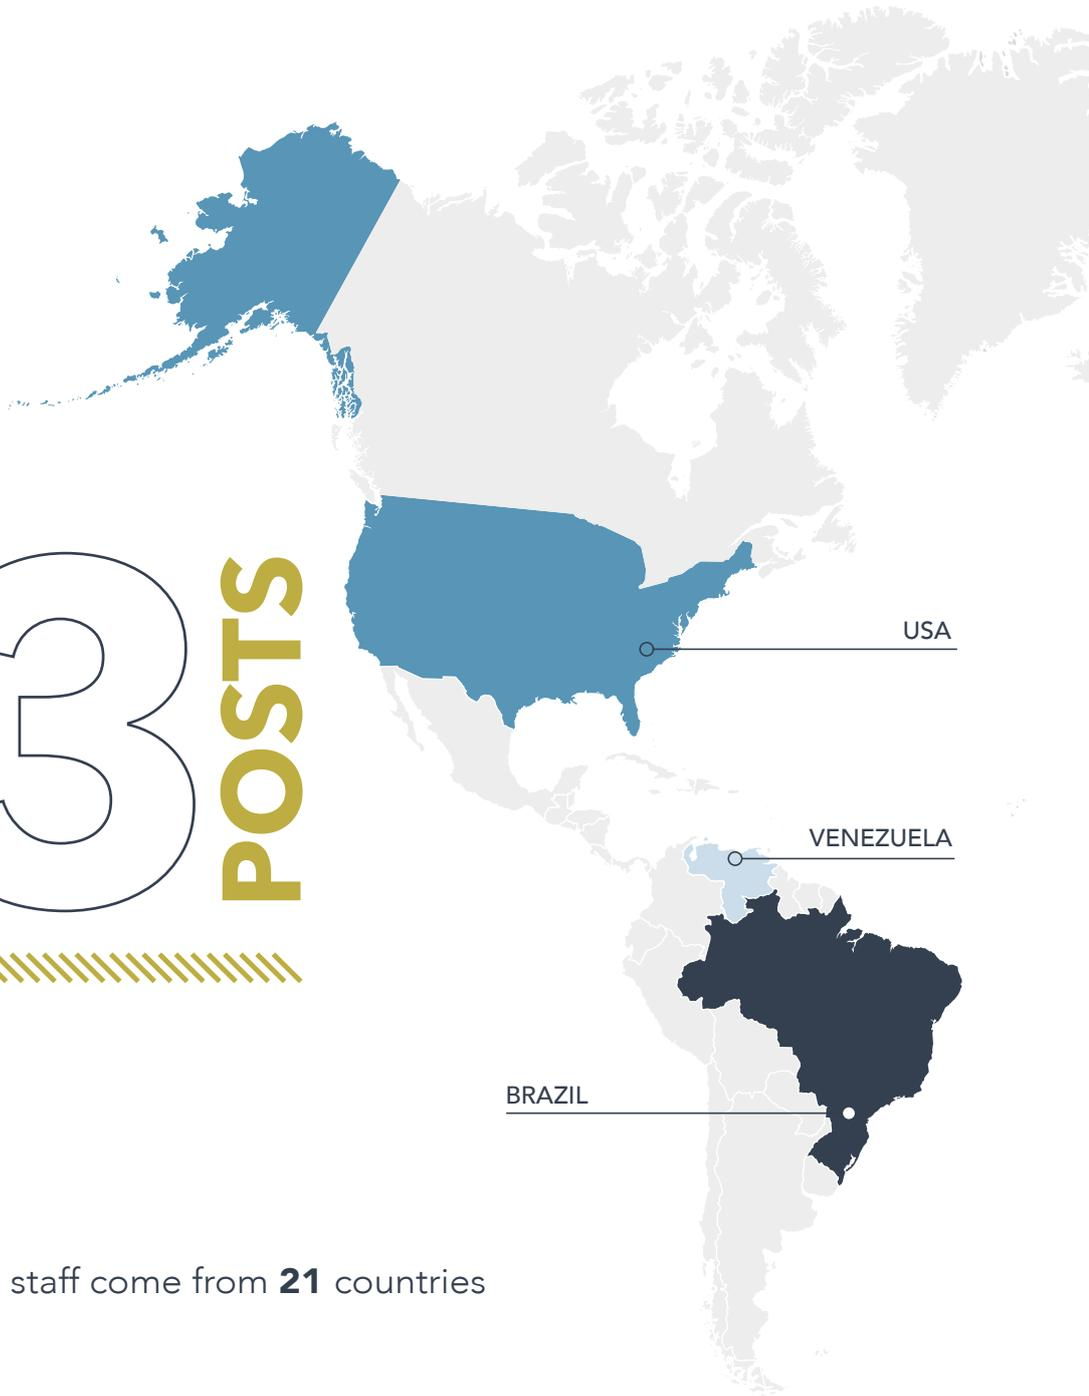 USA
3
POSTS
VENEZUELA
BRAZIL
staff come from 21 countries